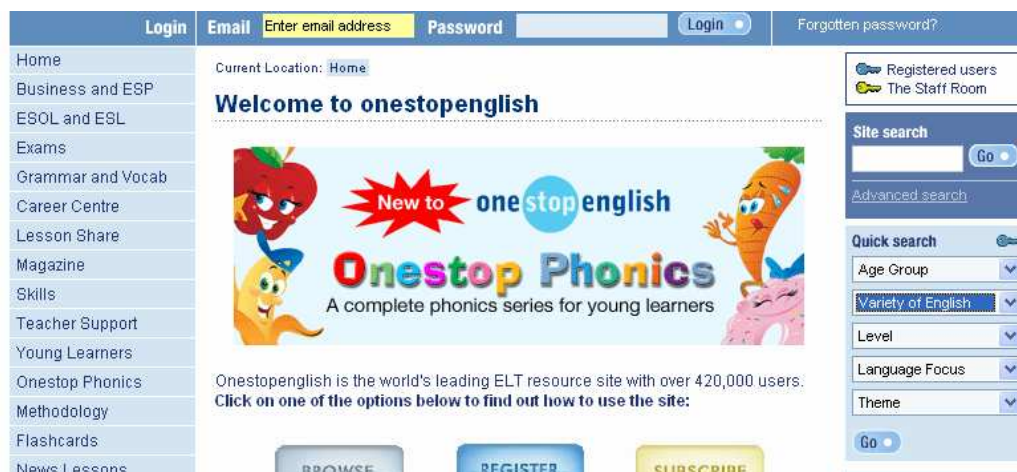 Login Email Enter email address Password Login Forgotten password?
Home
Business and ESP
ESOL and ESL
Exams
Grammar and Vocab
Career Centre
Lesson Share
Magazine
Skills
Teacher Support
Young Learners
Onestop Phonics
Methodology
Flashcards
News Lessons
Current Location: Home
Welcome to onestopenglish
New to onestopenglish
Onestop Phonics
A complete phonics series for young learners
Onestopenglish is the world's leading ELT resource site with over 420,000 users.
Click on one of the options below to find out how to use the site:
BROWSE REGISTER SUBSCRIBE
Registered users
The Staff Room
Site search
Go
Advanced search
Quick search
Age Group
Variety of English
Level
Language Focus
Theme
Go